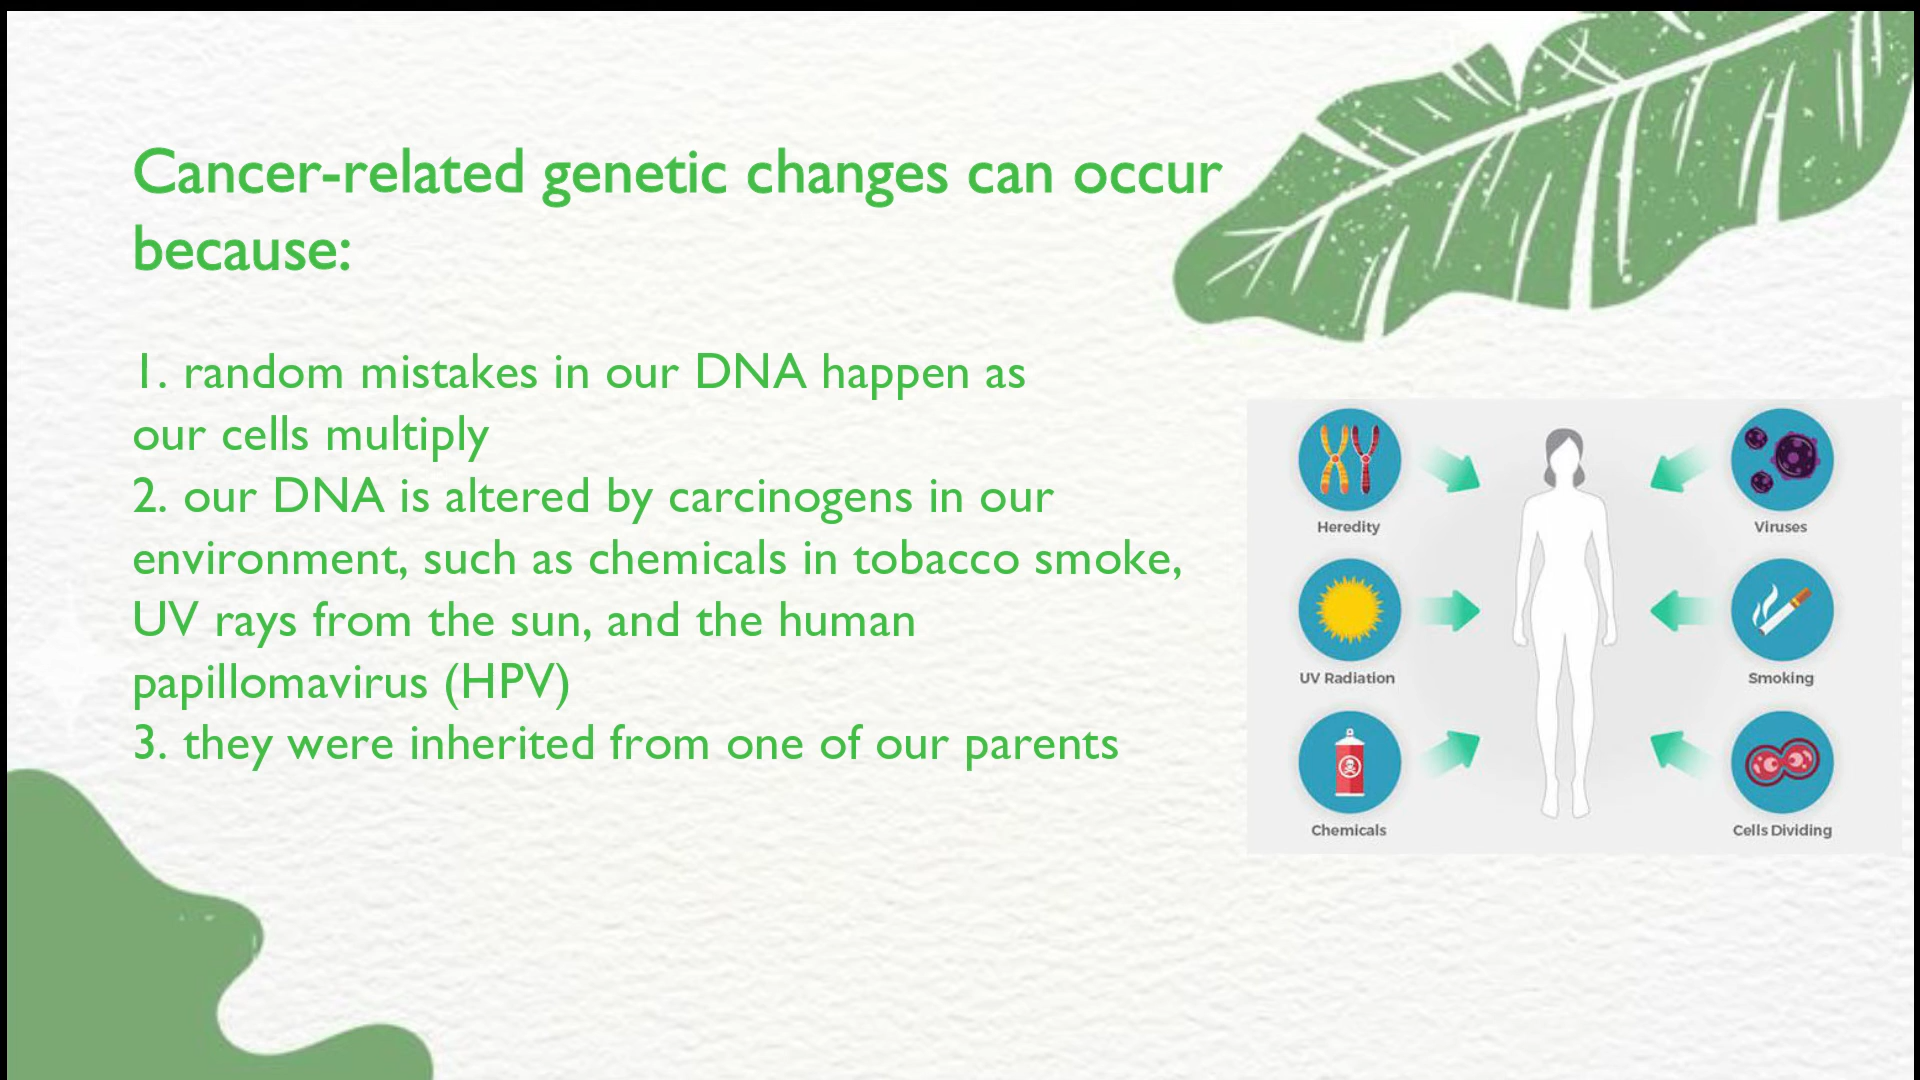 Cancer-related genetic changes can occur
because:
1. random mistakes in our DNA happen as
our cells multiply
2. our DNA is altered by carcinogens in our
environment, such as chemicals in tobacco smoke,
UV rays from the sun, and the human
papillomavirus (HPV)
3. they were inherited from one of our parents
Heredity
Viruses
UV Radiation
Smoking
Chemicals
Cells Dividing